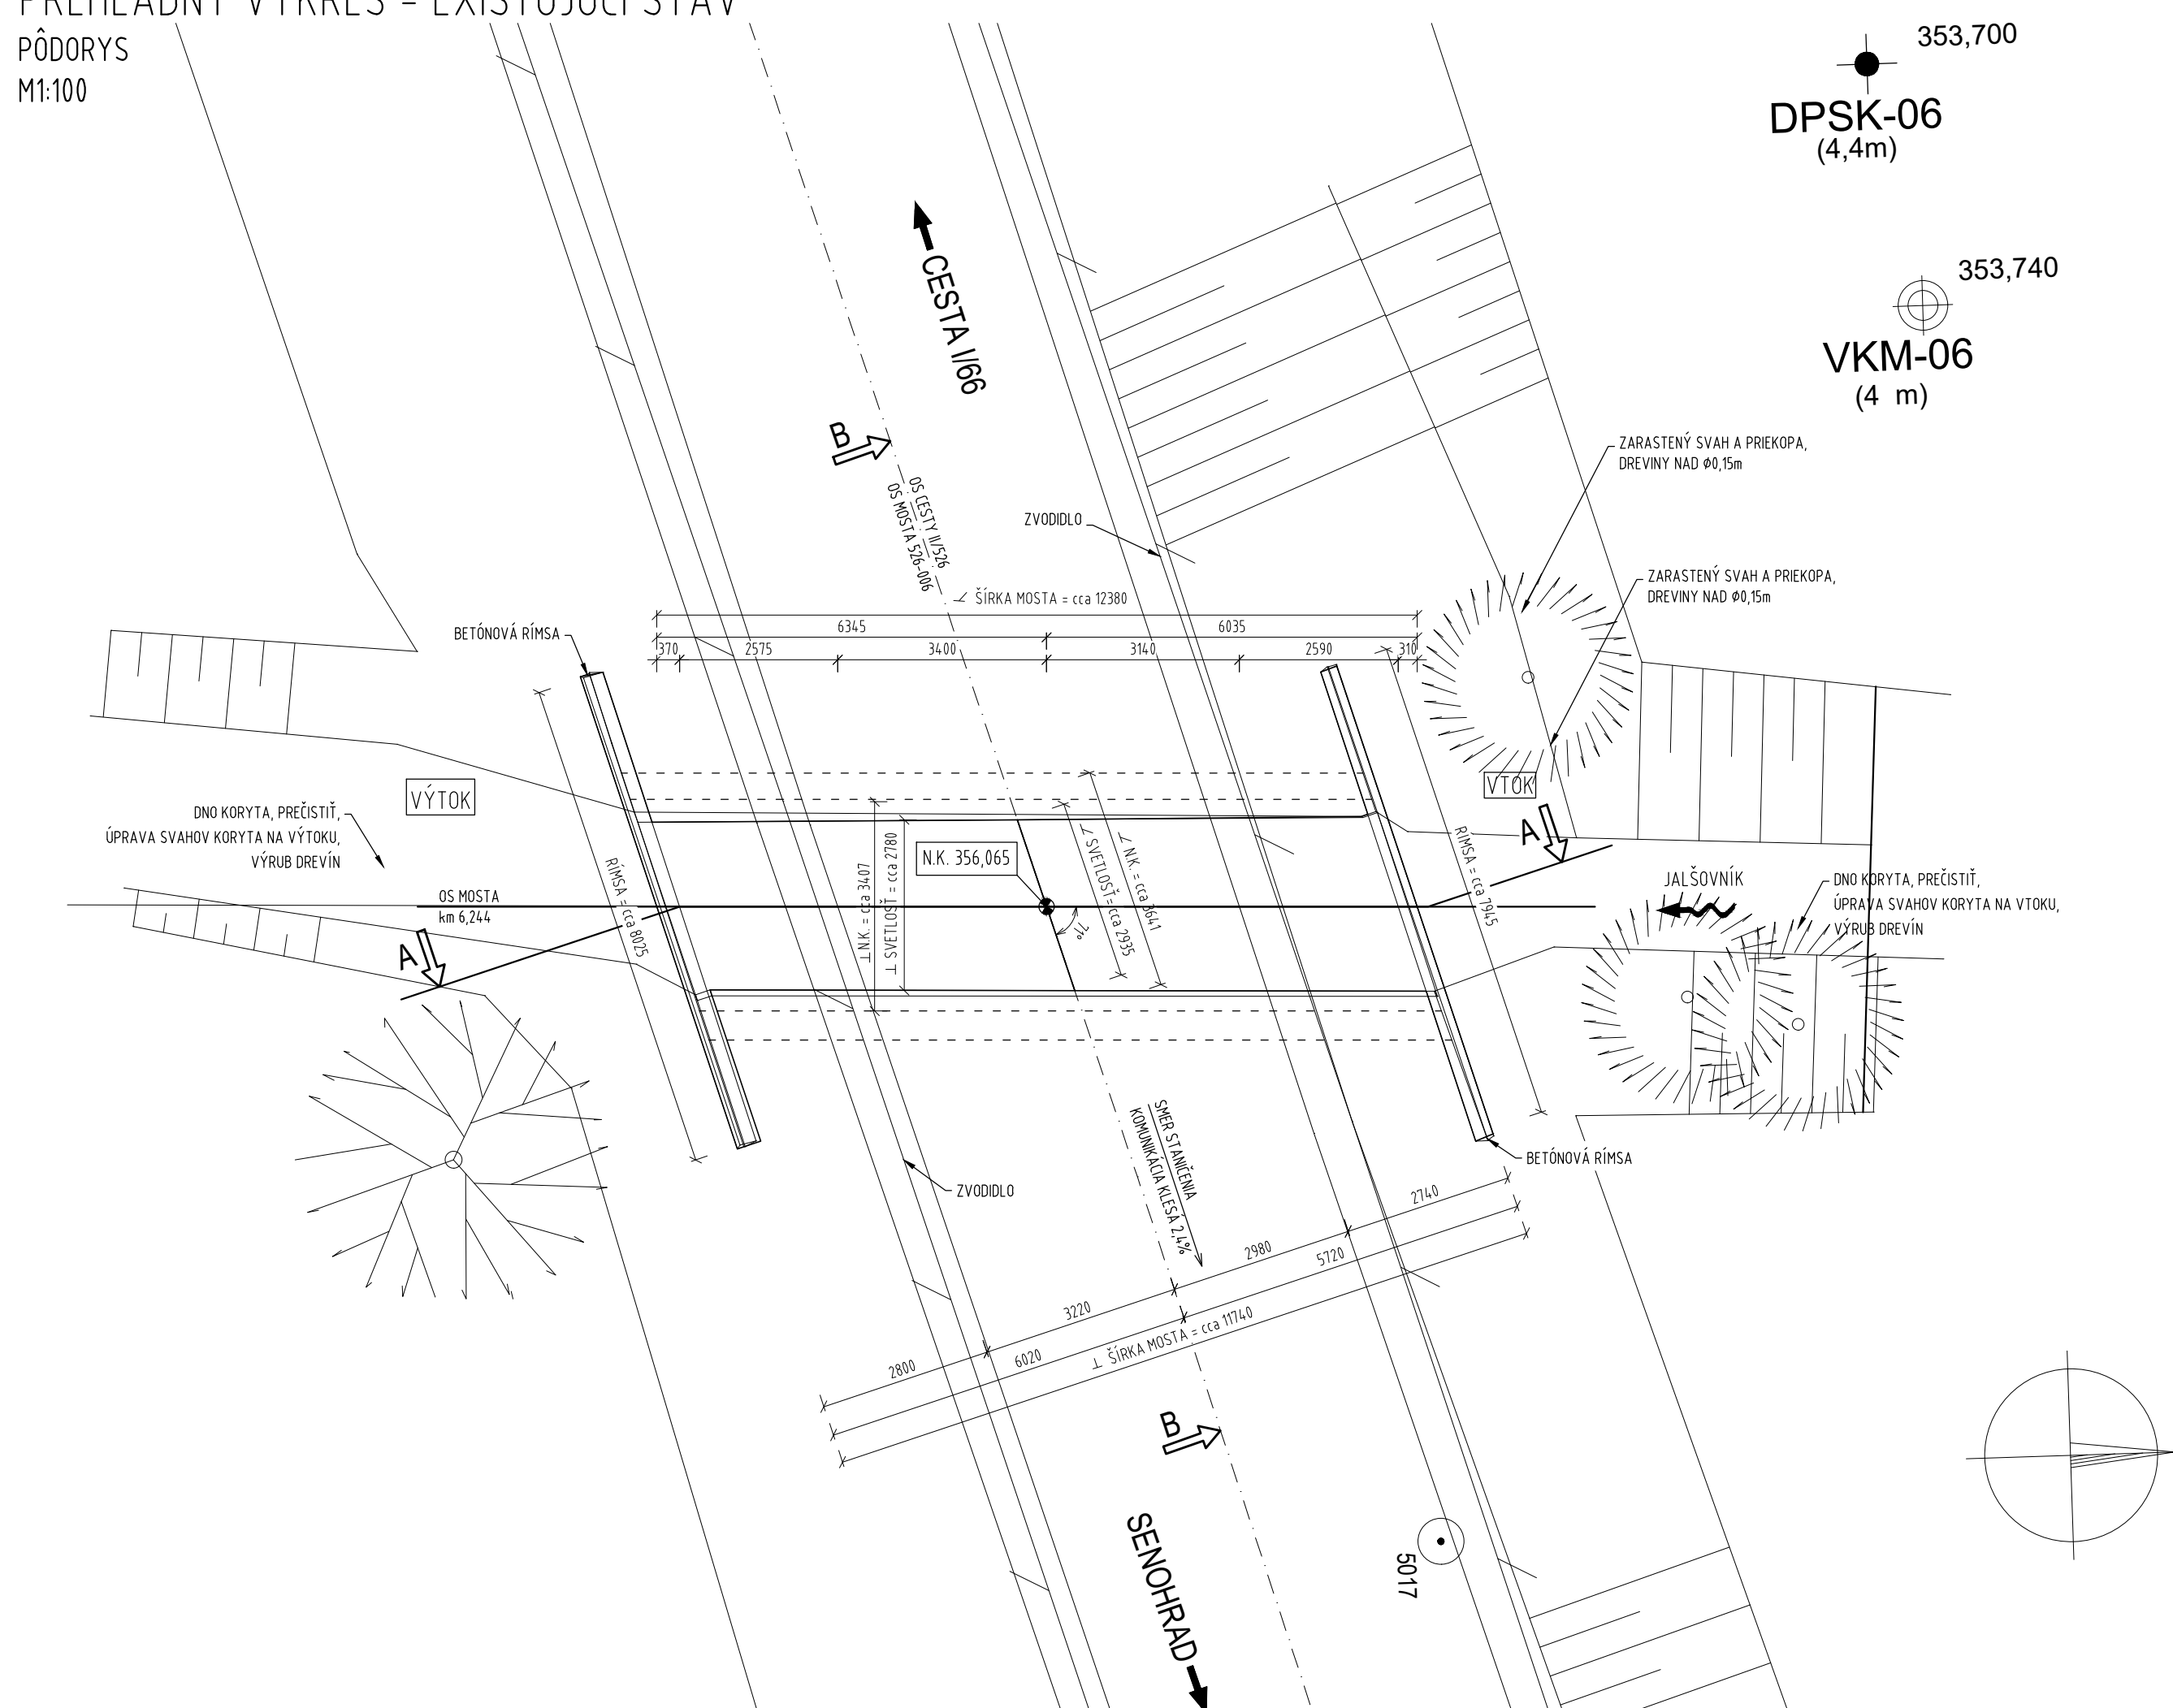 PREHĽADNÝ VÝKRES - EXISTUJÚCI STAV
PÔDORYS
M1:100
353,700
DPSK-06
(4,4m)
353,740
VKM-06
(4 m)
CESTA I/66
B
OS CESTY II/526
OS MOSTA 526-006
ZVODIDLO
ZARASTENÝ SVAH A PRIEKOPA,
DREVINY NAD Φ0,15m
ZARASTENÝ SVAH A PRIEKOPA,
DREVINY NAD Φ0,15m
∠ ŠÍRKA MOSTA = cca 12380
6345
6035
370
2575
3400
3140
2590
310
BETÓNOVÁ RÍMSA
VÝTOK
VTOK
DNO KORYTA, PREČISTIŤ,
ÚPRAVA SVAHOV KORYTA NA VÝTOKU,
VÝRUB DREVÍN
OS MOSTA
km 6,244
A
RÍMSA = cca 8025
⊥ N.K. = cca 3407
⊥ SVETLOSŤ = cca 2780
N.K. 356,065
∠ SVETLOSŤ = cca 2935
∠ N.K. = cca 3641
71°
RIMSA = cca 7945
A
JALŠOVNÍK
DNO KORYTA, PREČISTIŤ,
ÚPRAVA SVAHOV KORYTA NA VTOKU,
VÝRUB DREVÍN
BETÓNOVÁ RÍMSA
ZVODIDLO
SMER STANIČENIA
KOMUNIKÁCIA KLESÁ 2,4%
2740
2980
5720
3220
2800
6020
⊥ ŠÍRKA MOSTA = cca 11740
B
SENOHRAD
5017